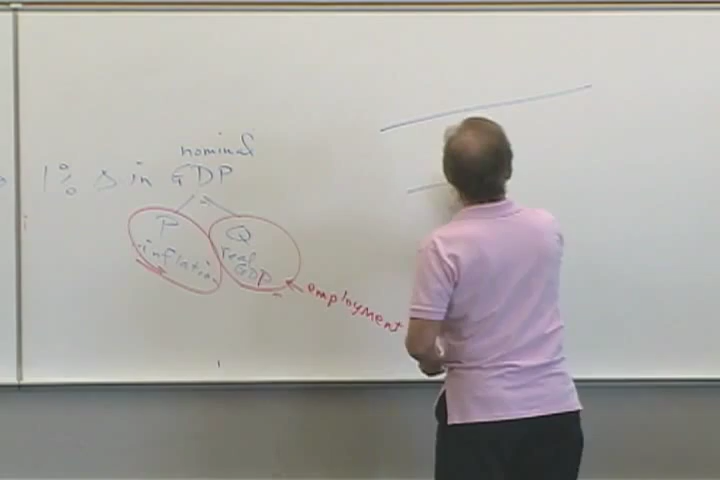 nominal
1% Δ in GDP
P Q
inflation real
GDP
employment